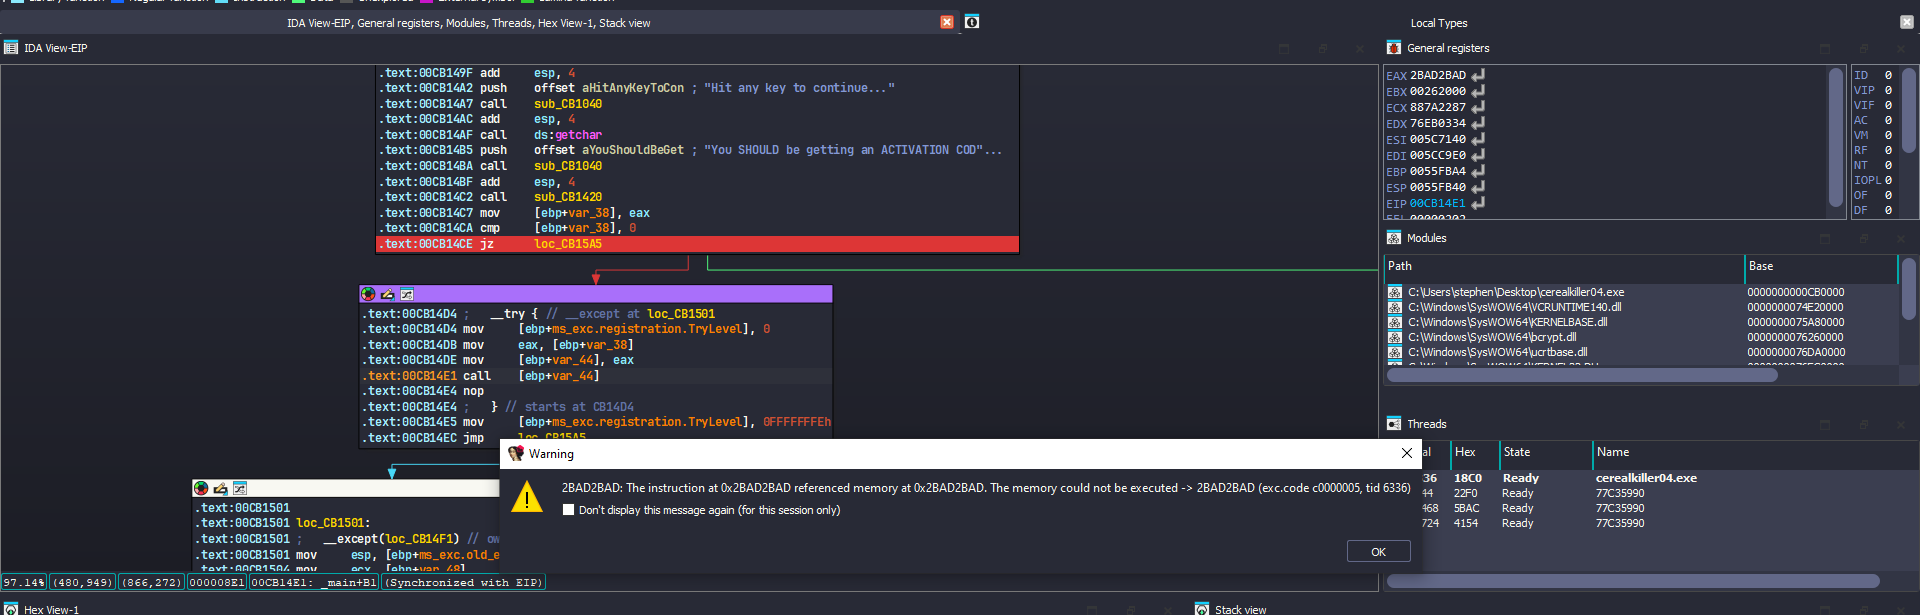 IDA View-EIP, General registers, Modules, Threads, Hex View-1, Stack view
Local Types
IDA View-EIP
.text:00CB149F add esp, 4
.text:00CB14A2 push offset aHitAnyKeyToCon ; "Hit any key to continue..."
.text:00CB14A7 call sub_CB1040
.text:00CB14AC add esp, 4
.text:00CB14AF call ds:getchar
.text:00CB14B5 push offset aYouShouldBeGet ; "You SHOULD be getting an ACTIVATION COD"...
.text:00CB14BA call sub_CB1040
.text:00CB14BF add esp, 4
.text:00CB14C2 call sub_CB1420
.text:00CB14C7 mov [ebp+var_38], eax
.text:00CB14CA cmp [ebp+var_38], 0
.text:00CB14CE jz loc_CB15A5
.text:00CB14D4 ; __try { // __except at loc_CB1501
.text:00CB14D4 mov [ebp+ms_exc.registration.TryLevel], 0
.text:00CB14DB mov eax, [ebp+var_38]
.text:00CB14DE mov [ebp+var_44], eax
.text:00CB14E1 call [ebp+var_44]
.text:00CB14E4 nop
.text:00CB14E4 ; } // starts at CB14D4
.text:00CB14E5 mov [ebp+ms_exc.registration.TryLevel], 0FFFFFFFEh
.text:00CB14EC jmp loc_CB15A5
.text:00CB1501
.text:00CB1501 loc_CB1501:
.text:00CB1501 ; __except(loc_CB14F1) // ow
.text:00CB1501 mov esp, [ebp+ms_exc.old_e
.text:00CB1504 mov ecx, [ebp+var_48]
97.14% (480,949) (866,272) 000008E1 00CB14E1: _main+B1 (Synchronized with EIP)
Warning
2BAD2BAD: The instruction at 0x2BAD2BAD referenced memory at 0x2BAD2BAD. The memory could not be executed -> 2BAD2BAD (exc.code c0000005, tid 6336)
Don't display this message again (for this session only)
OK
General registers
EAX 2BAD2BAD
EBX 00262000
ECX 887A2287
EDX 76EB0334
ESI 005C7140
EDI 005CC9E0
EBP 0055FBA4
ESP 0055FB40
EIP 00CB14E1
ID 0
VIP 0
VIF 0
AC 0
VM 0
RF 0
NT 0
IOPL 0
OF 0
DF 0
Modules
Path Base
C:\Users\stephen\Desktop\cerealkiller04.exe 0000000000CB0000
C:\Windows\SysWOW64\VCRUNTIME140.dll 0000000074E20000
C:\Windows\SysWOW64\KERNELBASE.dll 0000000075A80000
C:\Windows\SysWOW64\bcrypt.dll 0000000076260000
C:\Windows\SysWOW64\ucrtbase.dll 0000000076DA0000
Threads
al Hex State Name
36 18C0 Ready cerealkiller04.exe
44 22F0 Ready 77C35990
468 5BAC Ready 77C35990
724 4154 Ready 77C35990
Hex View-1
Stack view